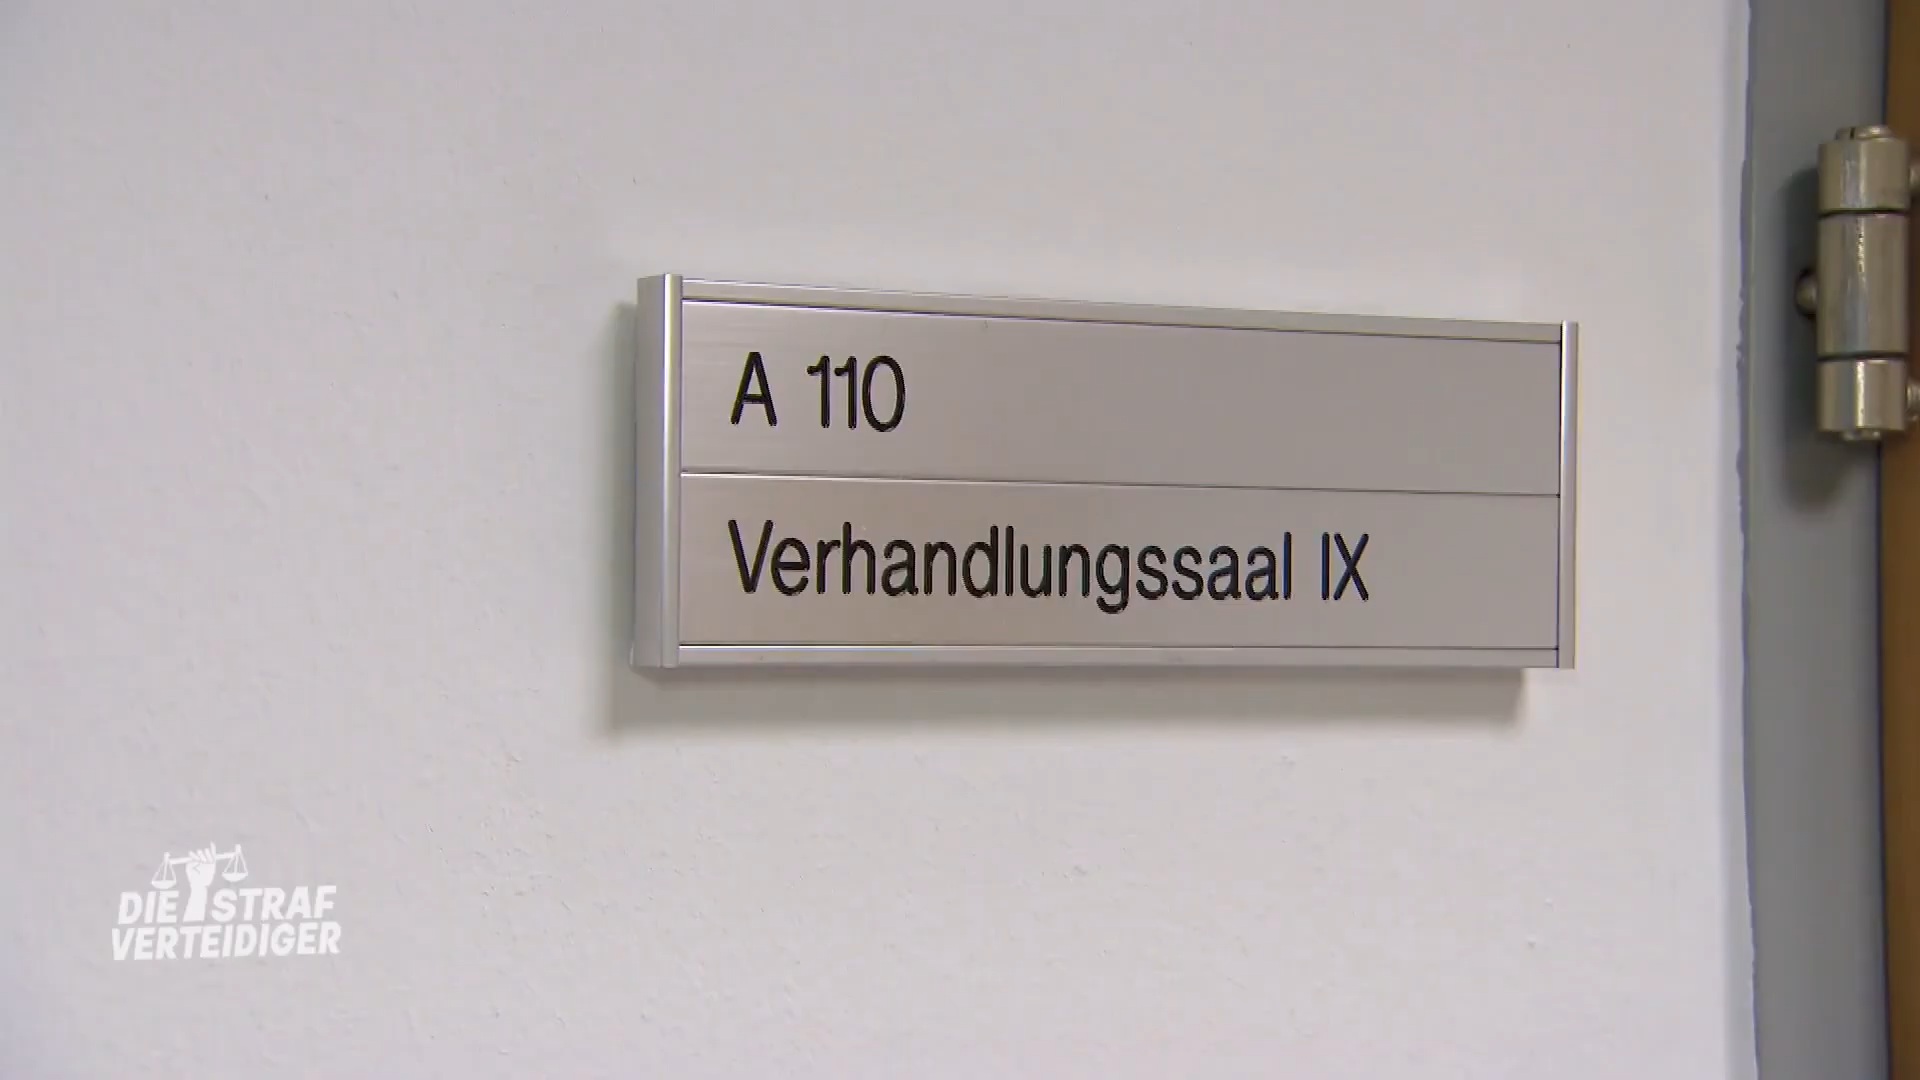 A 110
Verhandlungssaal IX
DIE STRAF
VERTEIDIGER